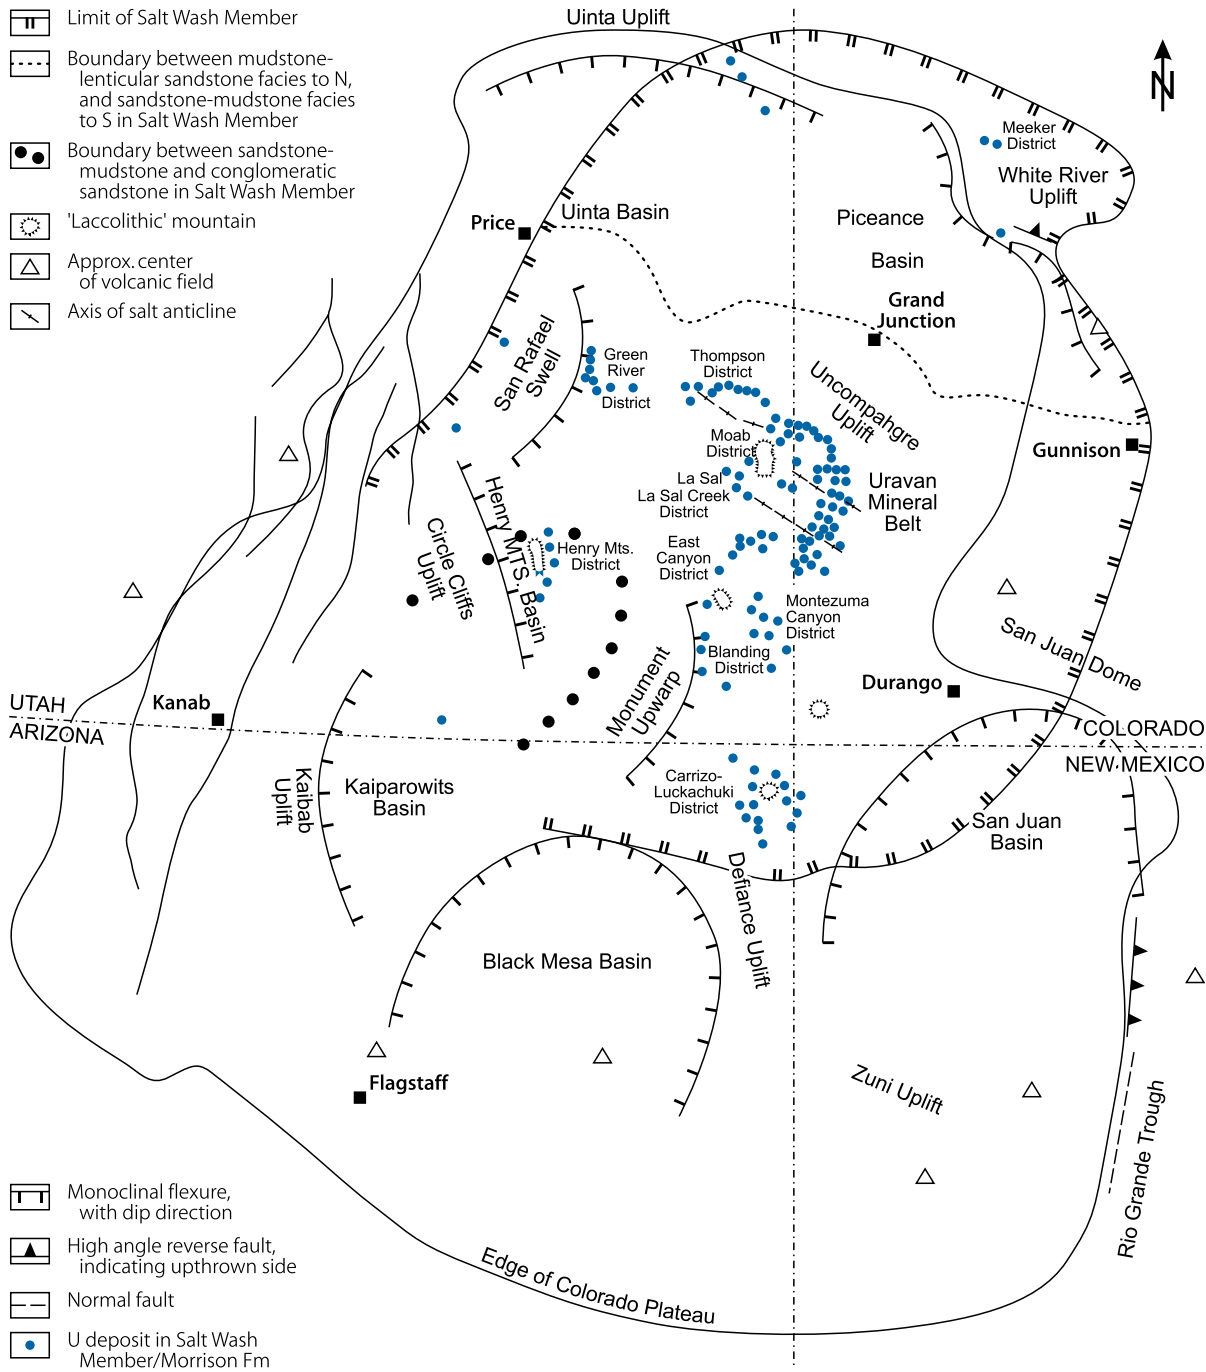 Limit of Salt Wash Member
Boundary between mudstone-
lenticular sandstone facies to N,
and sandstone-mudstone facies
to S in Salt Wash Member
Boundary between sandstone-
mudstone and conglomeratic
sandstone in Salt Wash Member
'Laccolithic' mountain
Approx. center
of volcanic field
Axis of salt anticline
Uinta Uplift
N
Meeker
District
White River
Uplift
Price
Uinta Basin
Piceance
Basin
Grand
Junction
San Rafael
Swell
Green
River
District
Thompson
District
Uncompahgre
Uplift
Moab
District
Gunnison
La Sal
La Sal Creek
District
Uravan
Mineral
Belt
Henry MTS. Basin
Circle Cliffs
Uplift
Henry Mts.
District
East
Canyon
District
Montezuma
Canyon
District
San Juan Dome
Blanding
District
Monument
Upwarp
Durango
Kanab
UTAH
ARIZONA
COLORADO
NEW MEXICO
Kaibab
Uplift
Kaiparowits
Basin
Carrizo-
Luckachuki
District
San Juan
Basin
Defiance Uplift
Black Mesa Basin
Flagstaff
Zuni Uplift
Rio Grande Trough
Edge of Colorado Plateau
Monoclinal flexure,
with dip direction
High angle reverse fault,
indicating upthrown side
Normal fault
U deposit in Salt Wash
Member/Morrison Fm